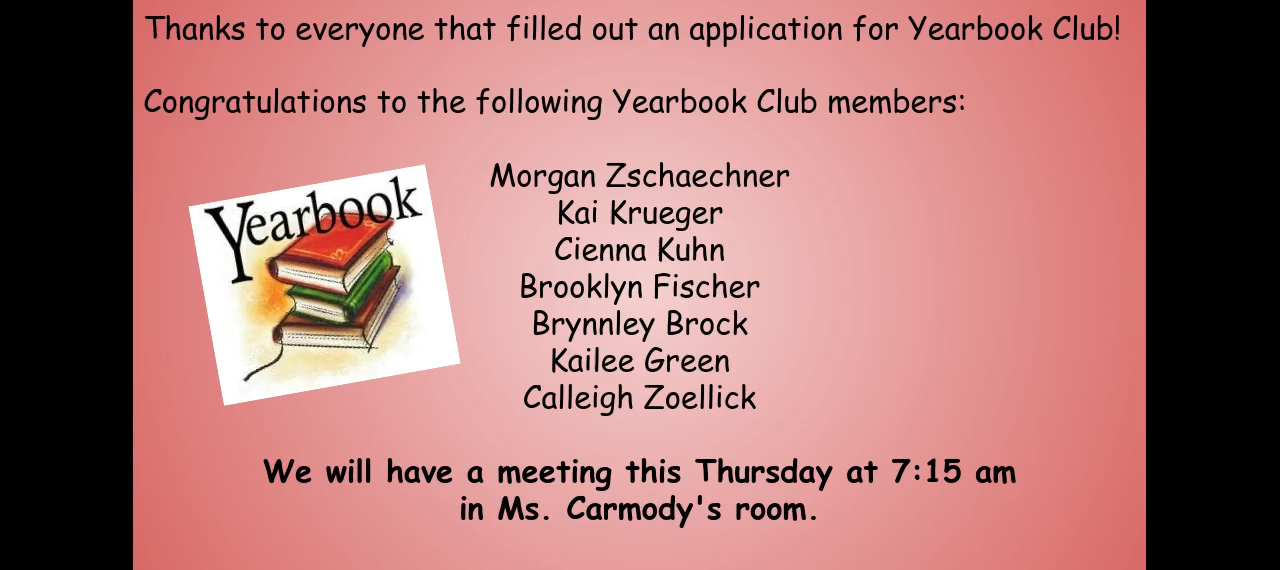 Thanks to everyone that filled out an application for Yearbook Club!
Congratulations to the following Yearbook Club members:
Yearbook
Morgan Zschaechner
Kai Krueger
Cienna Kuhn
Brooklyn Fischer
Brynnley Brock
Kailee Green
Calleigh Zoellick
We will have a meeting this Thursday at 7:15 am
in Ms. Carmody's room.